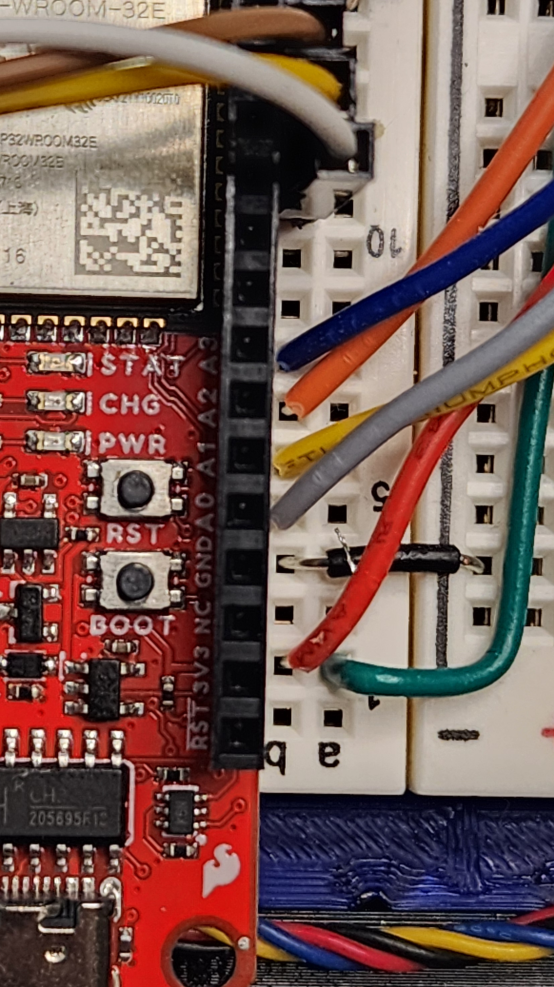 -WROOM-32E
P32WROOM32E
16
10
STAT
CHG
PWR
RST
BOOT
A3
A2
A1
A0
GND
NC
3V3
RST
5
1
b a
205695R12